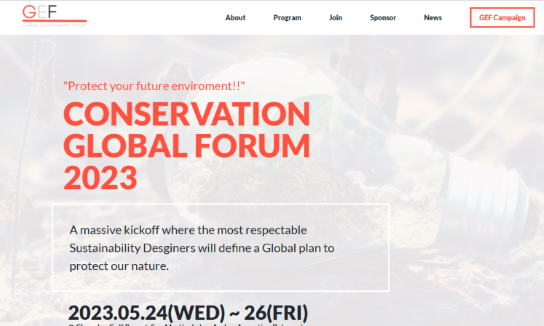 GEF
About Program Join Sponsor News GEF Campaign
"Protect your future enviroment!!"
CONSERVATION
GLOBAL FORUM
2023
A massive kickoff where the most respectable
Sustainability Desginers will define a Global plan to
protect our nature.
2023.05.24(WED) ~ 26(FRI)